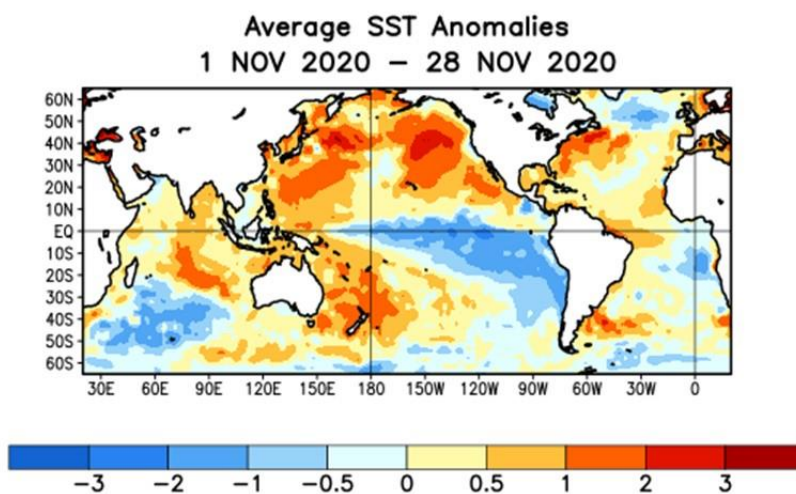 Average SST Anomalies
1 NOV 2020 – 28 NOV 2020
60N
50N
40N
30N
20N
10N
EQ
10S
20S
30S
40S
50S
60S
30E 60E 90E 120E 150E 180 150W 120W 90W 60W 30W 0
−3 −2 −1 −0.5 0 0.5 1 2 3